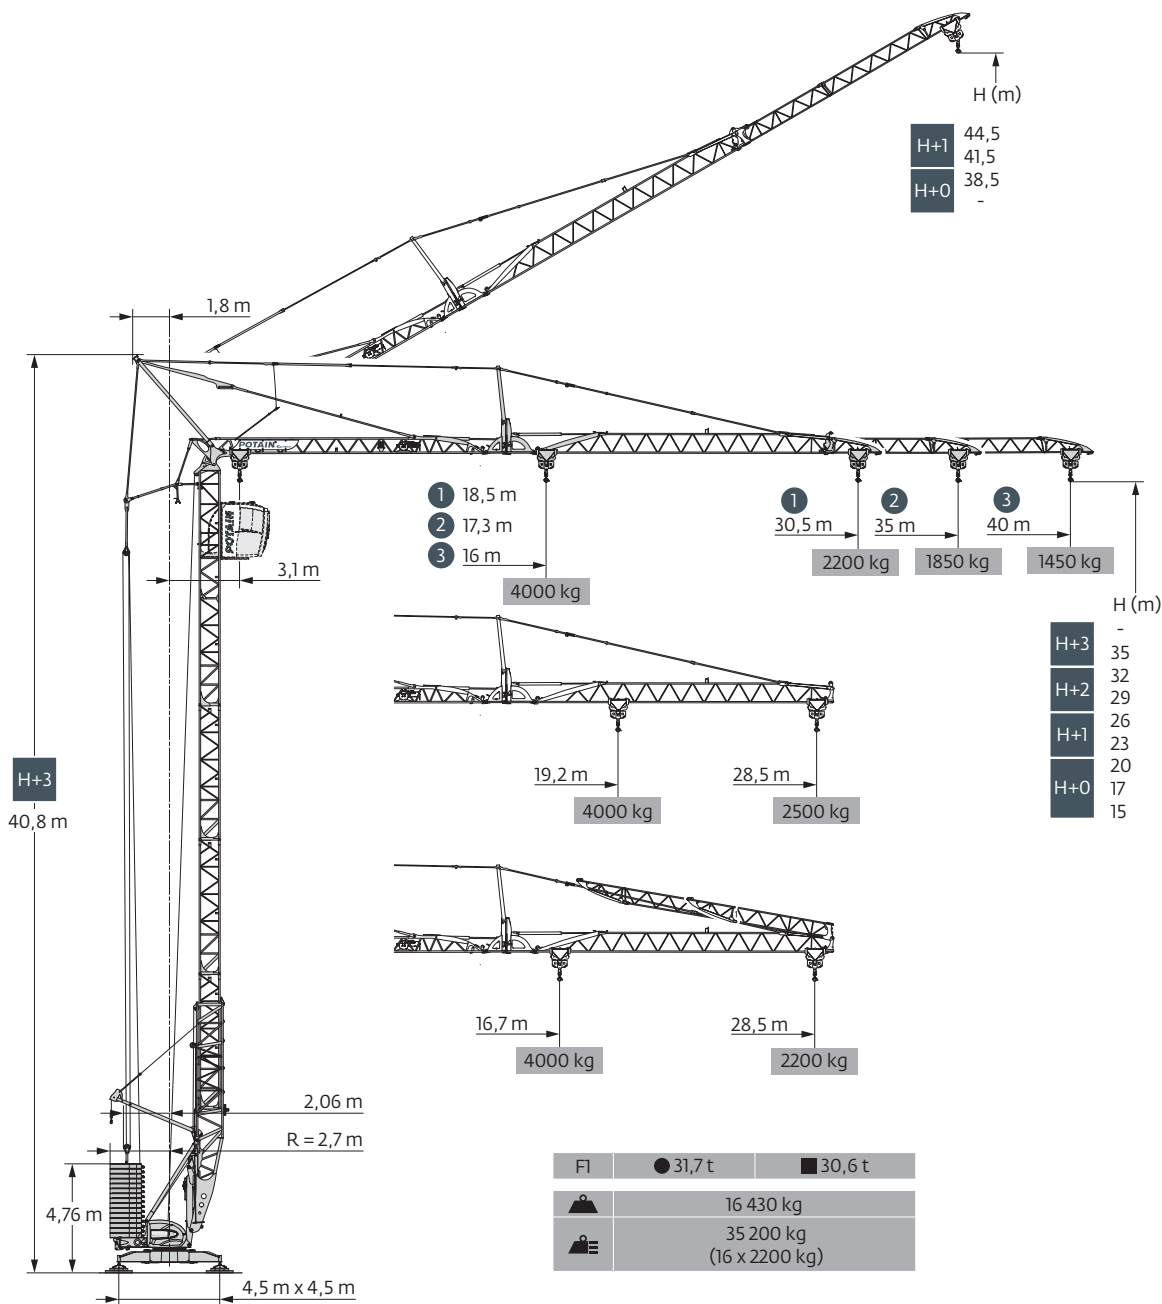 H (m)
H+1
44,5
41,5
H+0
38,5
-
1,8 m
POTAIN
POTAIN
1 18,5 m
2 17,3 m
3 16 m
4000 kg
3,1 m
1
30,5 m
2200 kg
2
35 m
1850 kg
3
40 m
1450 kg
H (m)
-
H+3
35
32
H+2
29
26
H+1
23
20
H+0
17
15
19,2 m
4000 kg
28,5 m
2500 kg
H+3
40,8 m
16,7 m
4000 kg
28,5 m
2200 kg
2,06 m
R = 2,7 m
4,76 m
4,5 m x 4,5 m
F1 31,7 t 30,6 t
16 430 kg
35 200 kg
(16 x 2200 kg)